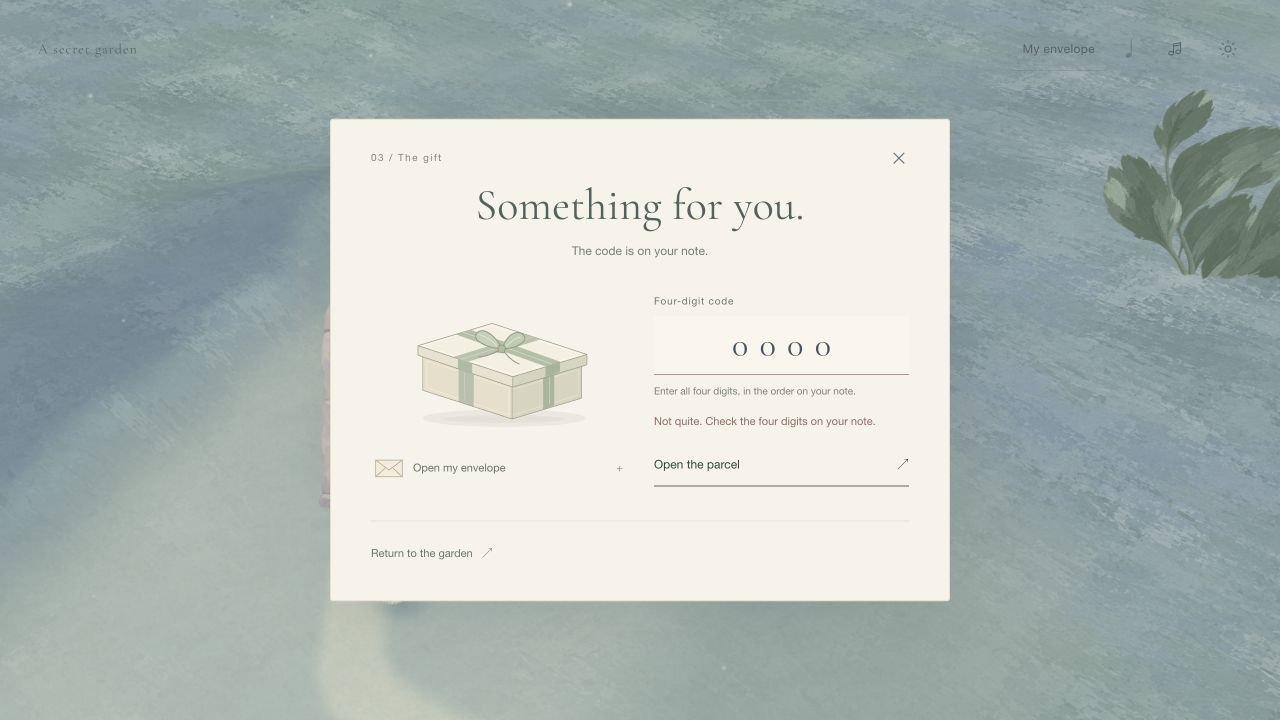 A secret garden
My envelope
03 / The gift
Something for you.
The code is on your note.
Four-digit code
0 0 0 0
Enter all four digits, in the order on your note.
Not quite. Check the four digits on your note.
Open my envelope +
Open the parcel
Return to the garden